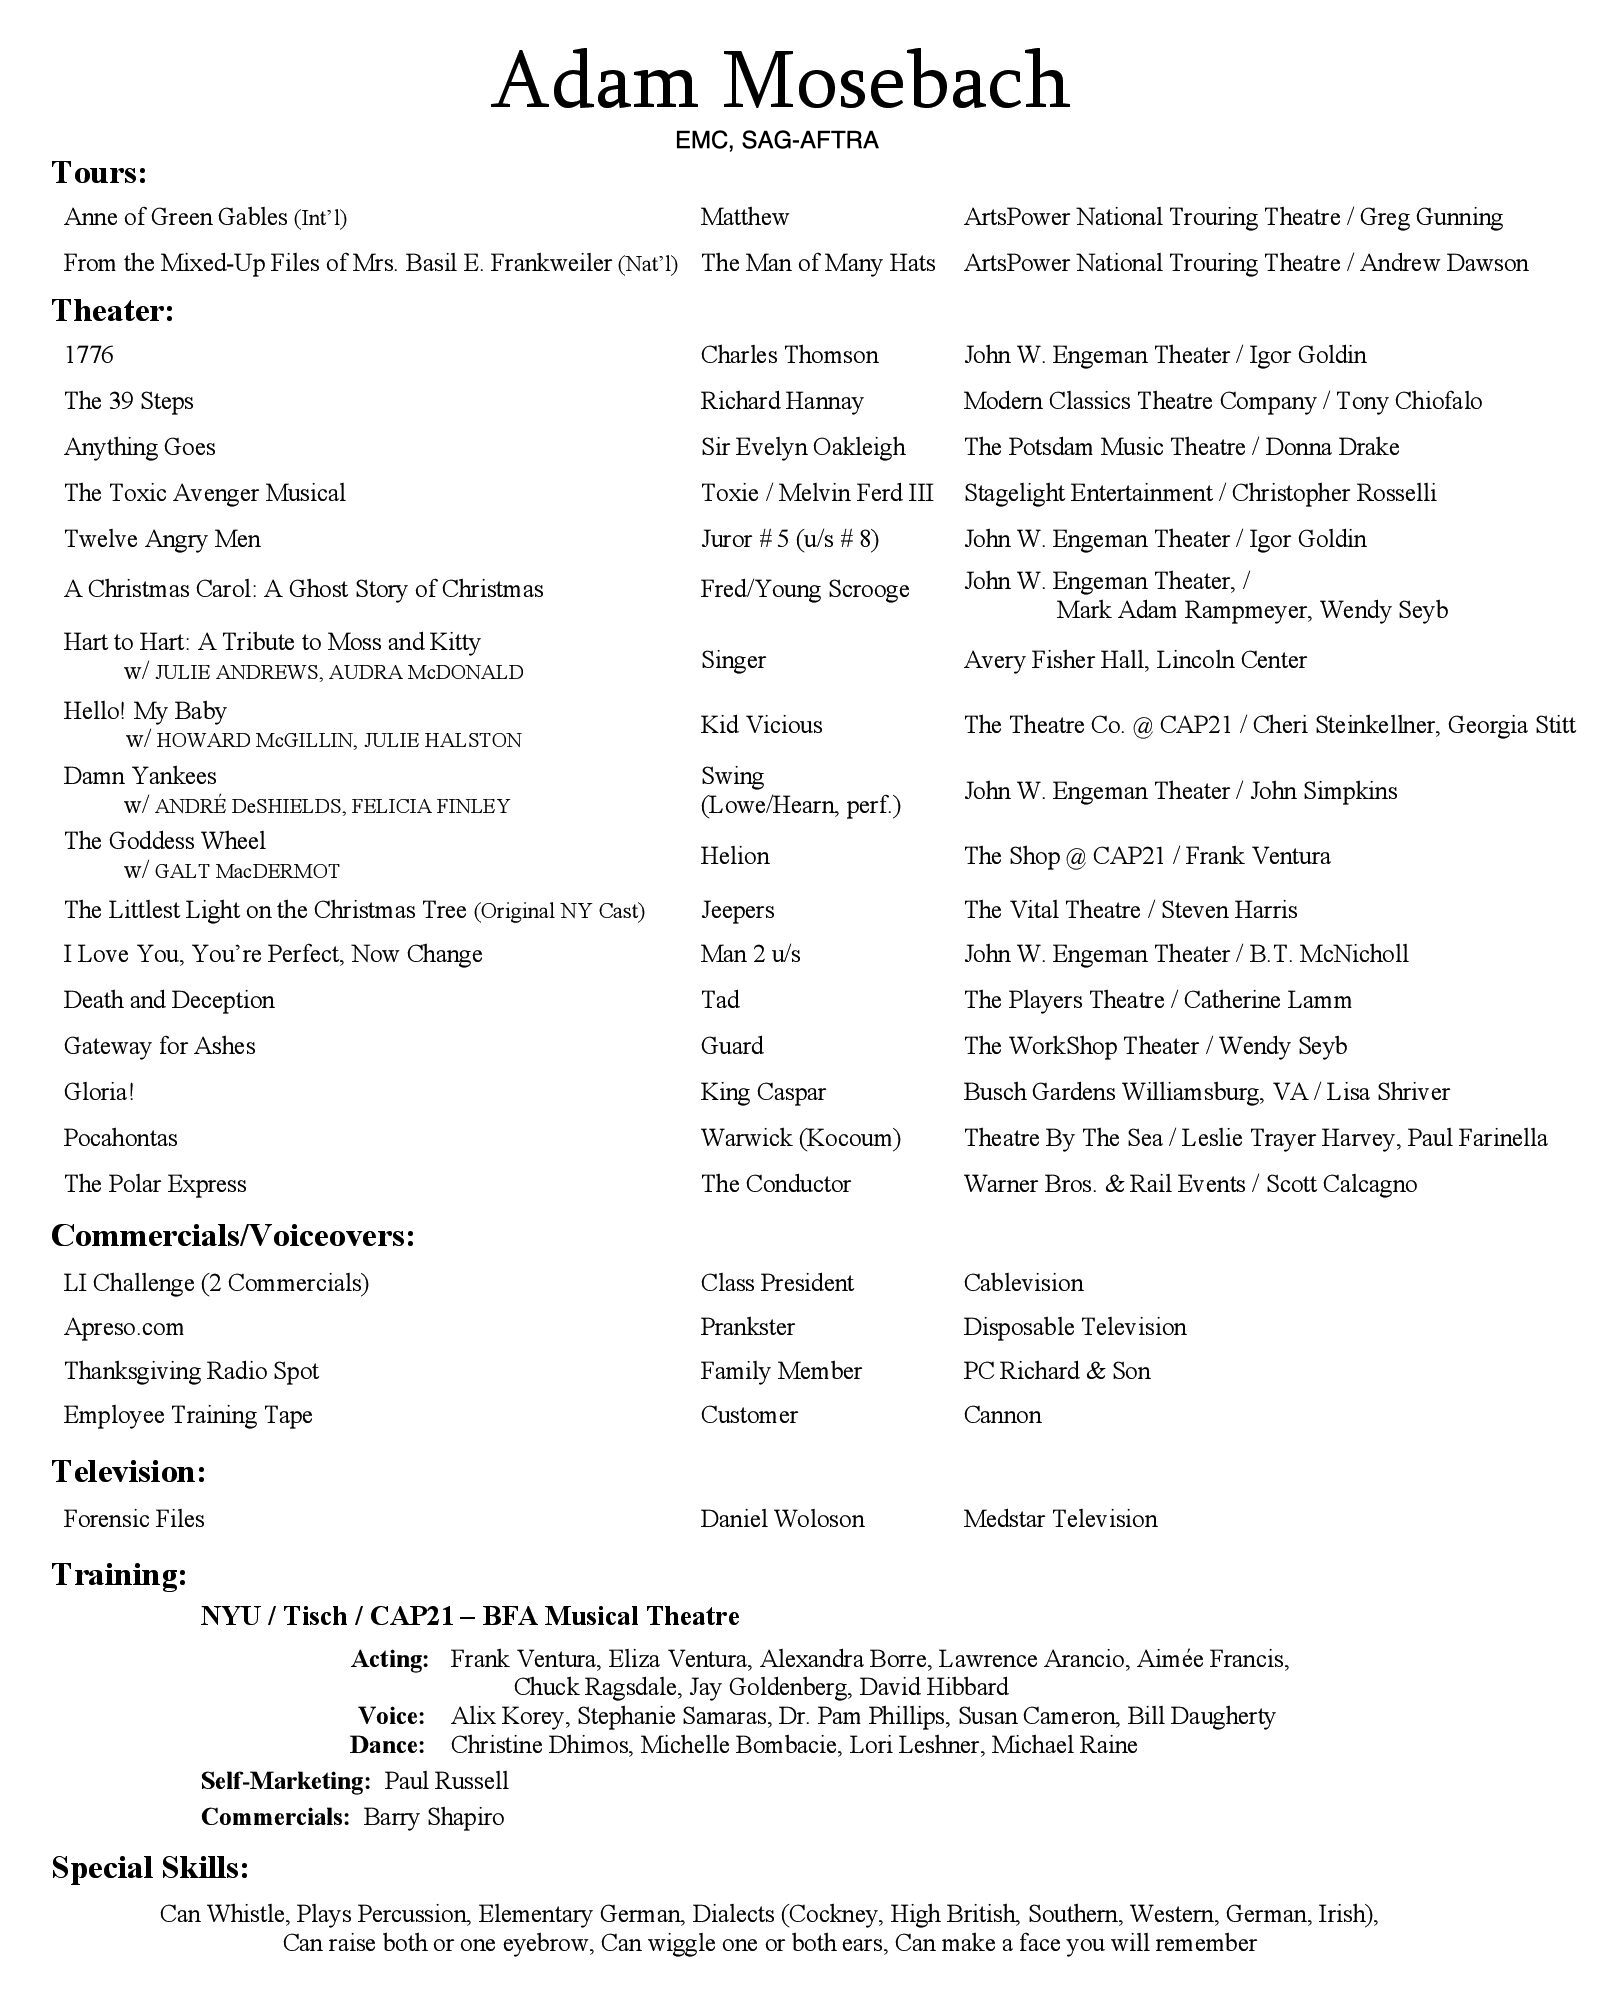 Adam Mosebach
EMC, SAG-AFTRA
Tours:
Anne of Green Gables (Int'l) Matthew ArtsPower National Trouring Theatre / Greg Gunning
From the Mixed-Up Files of Mrs. Basil E. Frankweiler (Nat'l) The Man of Many Hats ArtsPower National Trouring Theatre / Andrew Dawson
Theater:
1776 Charles Thomson John W. Engeman Theater / Igor Goldin
The 39 Steps Richard Hannay Modern Classics Theatre Company / Tony Chiofalo
Anything Goes Sir Evelyn Oakleigh The Potsdam Music Theatre / Donna Drake
The Toxic Avenger Musical Toxie / Melvin Ferd III Stagelight Entertainment / Christopher Rosselli
Twelve Angry Men Juror # 5 (u/s # 8) John W. Engeman Theater / Igor Goldin
A Christmas Carol: A Ghost Story of Christmas Fred/Young Scrooge John W. Engeman Theater, /
Mark Adam Rampmeyer, Wendy Seyb
Hart to Hart: A Tribute to Moss and Kitty
w/ JULIE ANDREWS, AUDRA McDONALD
Singer Avery Fisher Hall, Lincoln Center
Hello! My Baby
w/ HOWARD McGILLIN, JULIE HALSTON
Kid Vicious The Theatre Co. @ CAP21 / Cheri Steinkellner, Georgia Stitt
Damn Yankees
w/ ANDRÉ DeSHIELDS, FELICIA FINLEY
Swing
(Lowe/Hearn, perf.)
John W. Engeman Theater / John Simpkins
The Goddess Wheel
w/ GALT MacDERMOT
Helion The Shop @ CAP21 / Frank Ventura
The Littlest Light on the Christmas Tree (Original NY Cast) Jeepers The Vital Theatre / Steven Harris
I Love You, You're Perfect, Now Change Man 2 u/s John W. Engeman Theater / B.T. McNicholl
Death and Deception Tad The Players Theatre / Catherine Lamm
Gateway for Ashes Guard The WorkShop Theater / Wendy Seyb
Gloria! King Caspar Busch Gardens Williamsburg, VA / Lisa Shriver
Pocahontas Warwick (Kocoum) Theatre By The Sea / Leslie Trayer Harvey, Paul Farinella
The Polar Express The Conductor Warner Bros. & Rail Events / Scott Calcagno
Commercials/Voiceovers:
LI Challenge (2 Commercials) Class President Cablevision
Apreso.com Prankster Disposable Television
Thanksgiving Radio Spot Family Member PC Richard & Son
Employee Training Tape Customer Cannon
Television:
Forensic Files Daniel Woloson Medstar Television
Training:
NYU / Tisch / CAP21 – BFA Musical Theatre
Acting: Frank Ventura, Eliza Ventura, Alexandra Borre, Lawrence Arancio, Aimée Francis,
Chuck Ragsdale, Jay Goldenberg, David Hibbard
Voice: Alix Korey, Stephanie Samaras, Dr. Pam Phillips, Susan Cameron, Bill Daugherty
Dance: Christine Dhimos, Michelle Bombacie, Lori Leshner, Michael Raine
Self-Marketing: Paul Russell
Commercials: Barry Shapiro
Special Skills:
Can Whistle, Plays Percussion, Elementary German, Dialects (Cockney, High British, Southern, Western, German, Irish),
Can raise both or one eyebrow, Can wiggle one or both ears, Can make a face you will remember